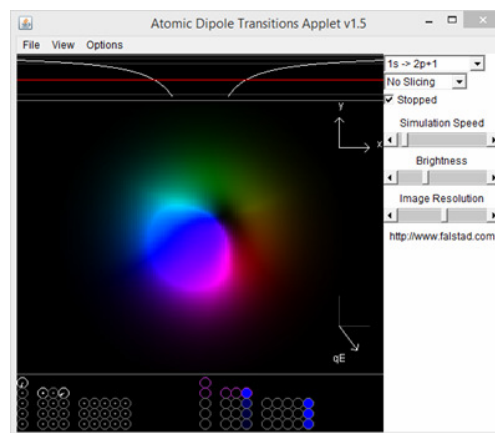 Atomic Dipole Transitions Applet v1.5
File View Options
1s -> 2p+1
No Slicing
Stopped
Simulation Speed
Brightness
Image Resolution
http://www.falstad.com
y
x
qE